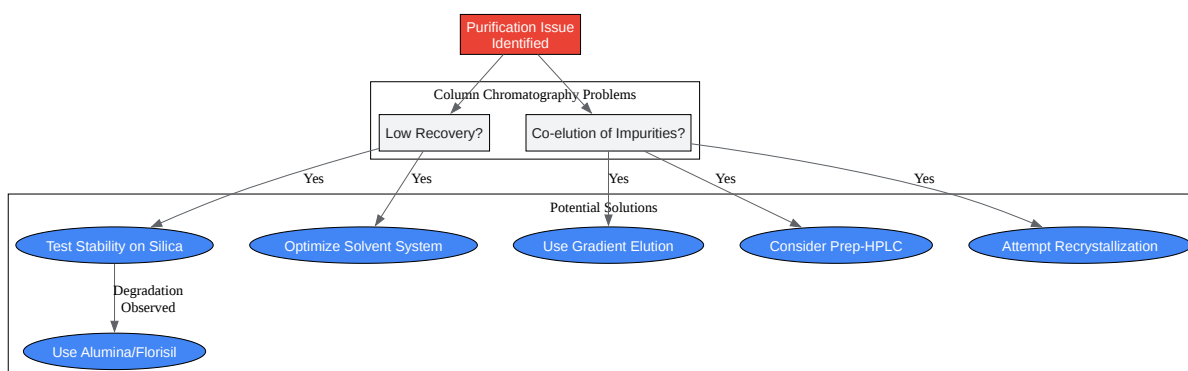 Purification Issue
Identified
Column Chromatography Problems
Low Recovery?
Co-elution of Impurities?
Yes
Yes
Yes
Yes
Yes
Potential Solutions
Test Stability on Silica
Optimize Solvent System
Use Gradient Elution
Consider Prep-HPLC
Attempt Recrystallization
Degradation
Observed
Use Alumina/Florisil